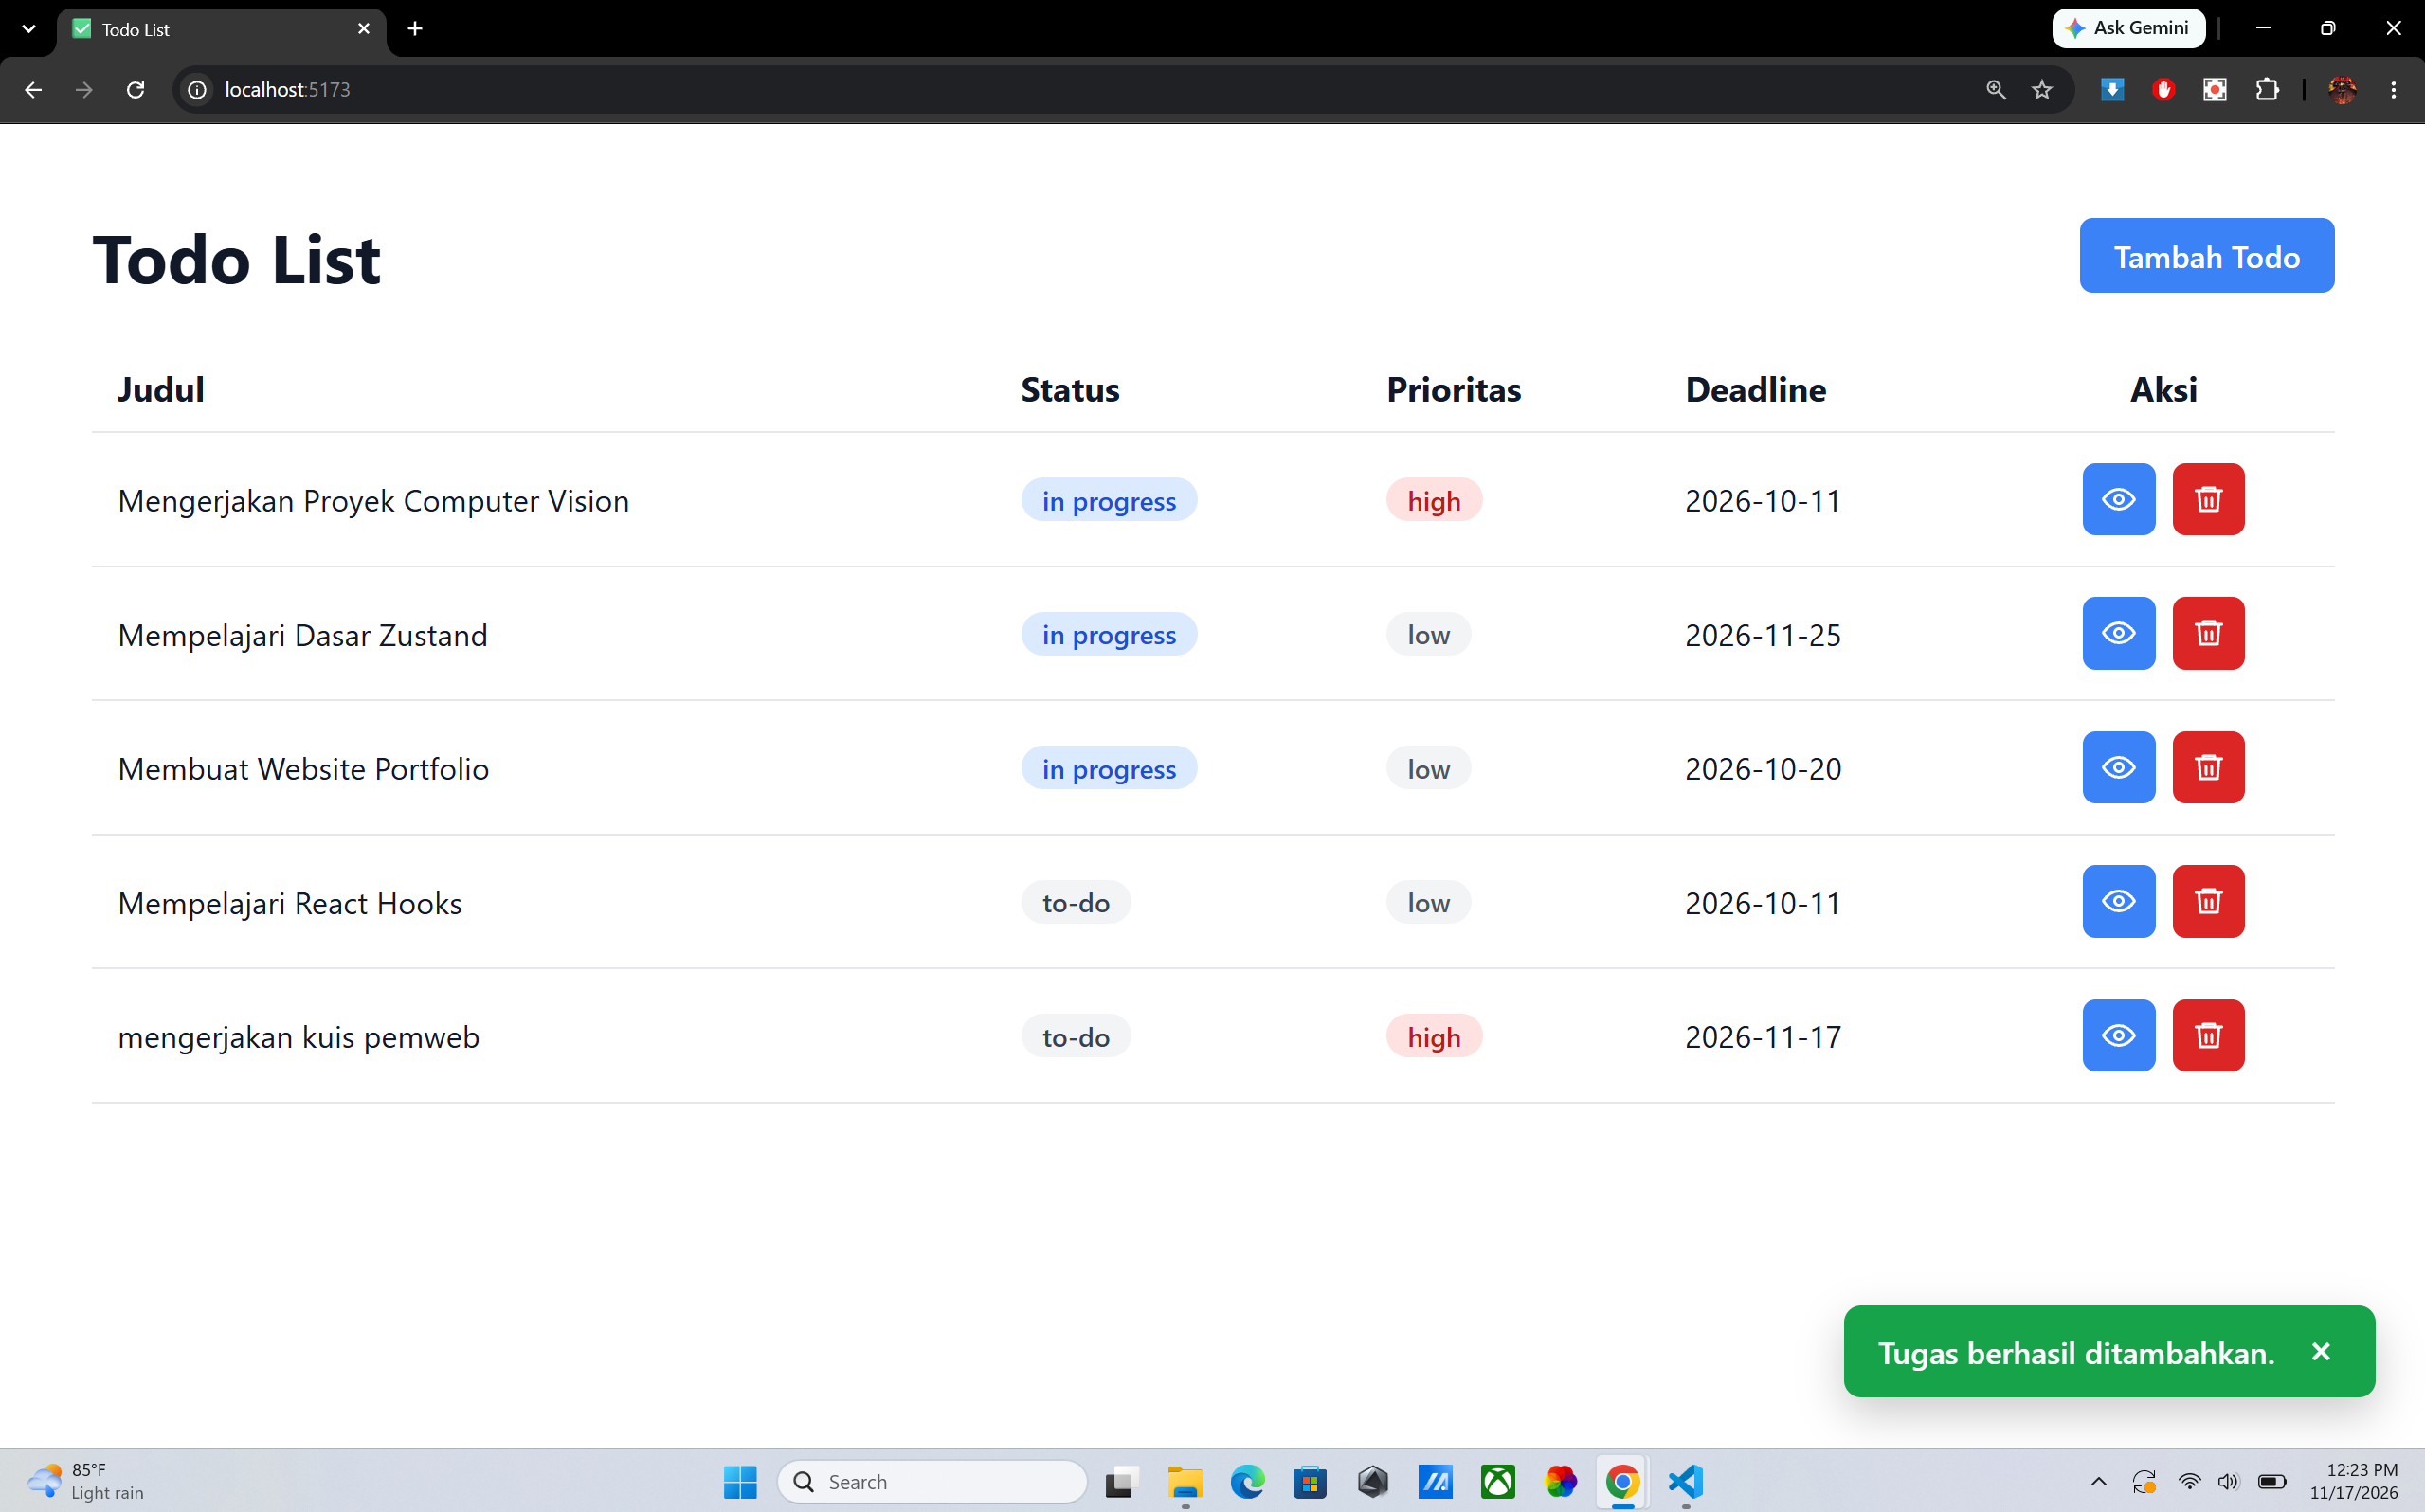 Todo List
Ask Gemini
localhost:5173
Todo List
Tambah Todo
Judul Status Prioritas Deadline Aksi
Mengerjakan Proyek Computer Vision in progress high 2026-10-11
Mempelajari Dasar Zustand in progress low 2026-11-25
Membuat Website Portfolio in progress low 2026-10-20
Mempelajari React Hooks to-do low 2026-10-11
mengerjakan kuis pemweb to-do high 2026-11-17
Tugas berhasil ditambahkan.
85°F
Light rain
Search
12:23 PM
11/17/2026